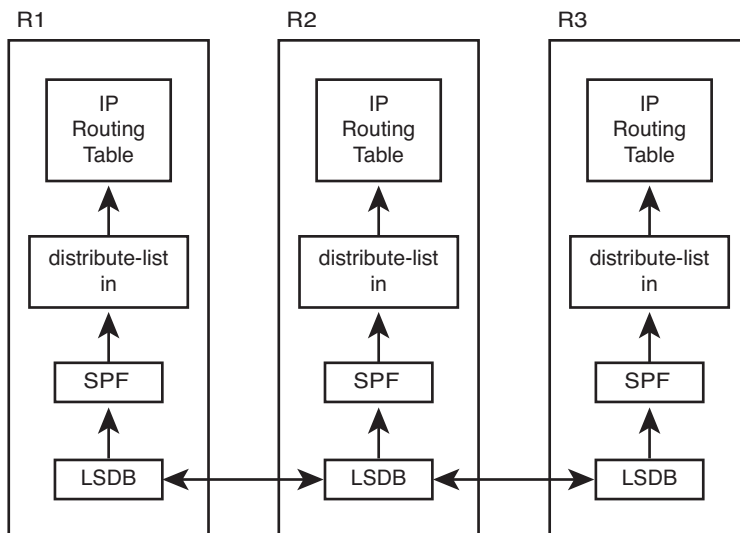 R1
R2
R3
IP
Routing
Table
IP
Routing
Table
IP
Routing
Table
distribute-list
in
distribute-list
in
distribute-list
in
SPF
SPF
SPF
LSDB
LSDB
LSDB